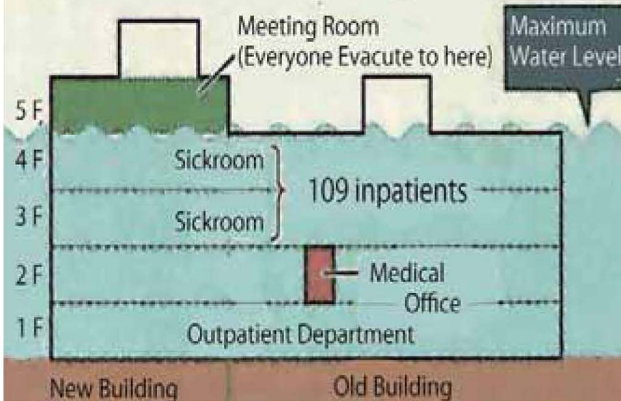 Meeting Room
(Everyone Evacute to here)
Maximum
Water Level
5 F
4 F
Sickroom
109 inpatients
3 F
Sickroom
2 F
Medical
Office
1 F
Outpatient Department
New Building
Old Building